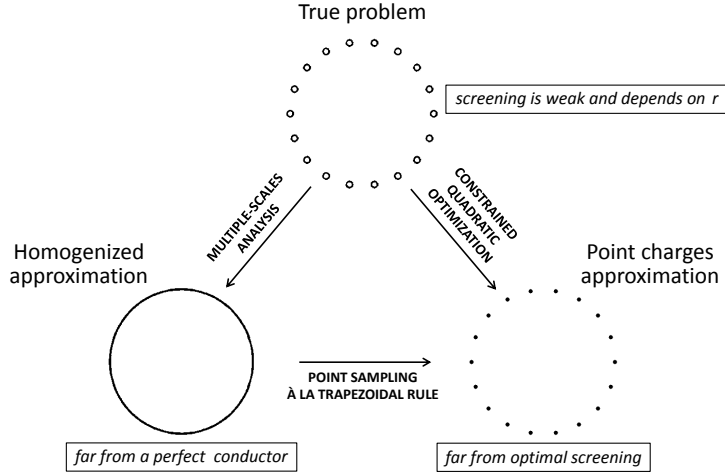 True problem
screening is weak and depends on r
MULTIPLE-SCALES
ANALYSIS
CONSTRAINED
QUADRATIC
OPTIMIZATION
Homogenized
approximation
Point charges
approximation
POINT SAMPLING
À LA TRAPEZOIDAL RULE
far from a perfect conductor
far from optimal screening